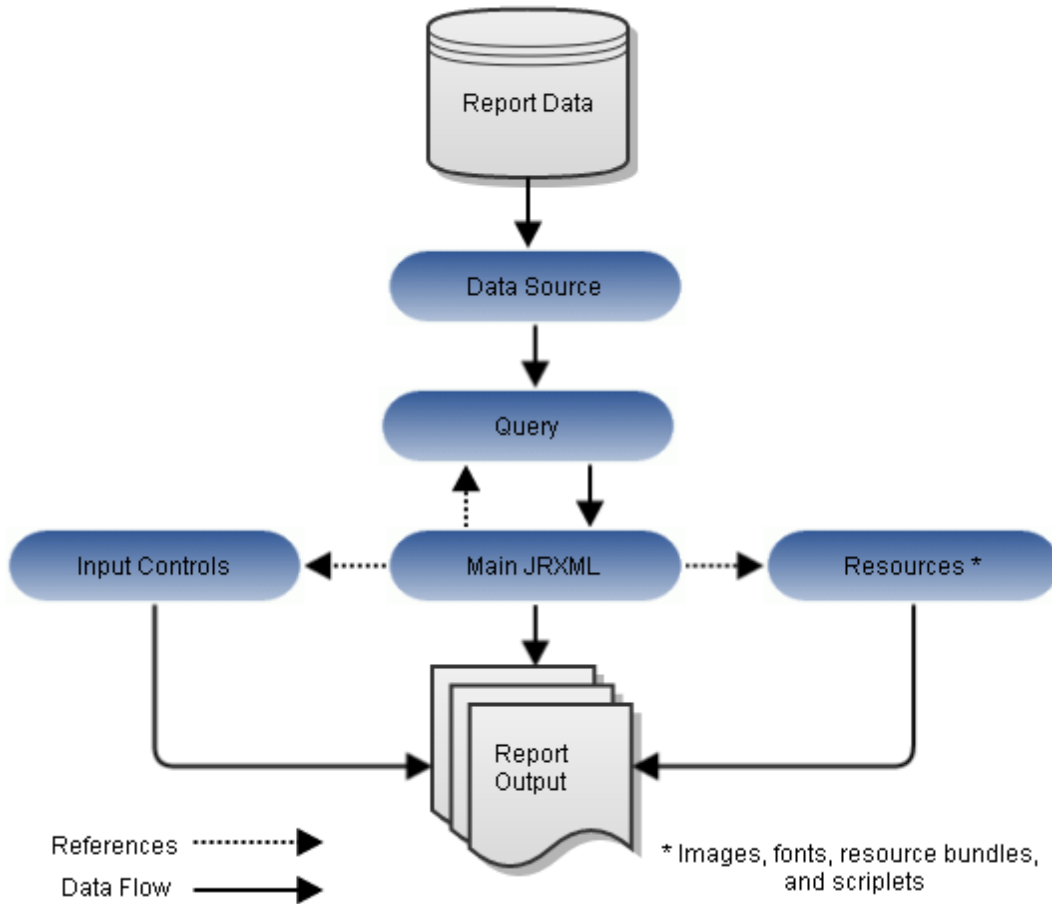 Report Data
Data Source
Query
Input Controls
Main JRXML
Resources *
Report
Output
References
Data Flow
* Images, fonts, resource bundles,
and scriplets